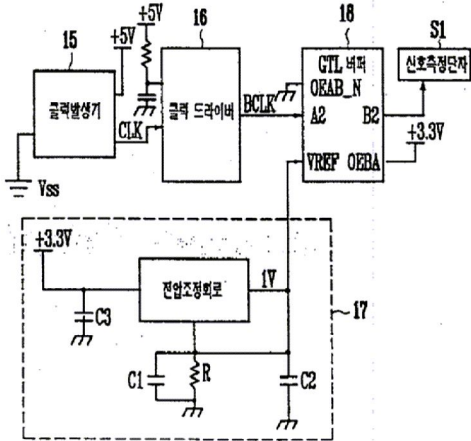 +5V
+5V
15
16
18
S1
클럭발생기
클럭 드라이버
GTL 버퍼
신호측정단자
OEAB_N
CLK
BCLK
A2
B2
+3.3V
VREF OEBA
Vss
+3.3V
전압조정회로
1V
17
C3
C1
R
C2